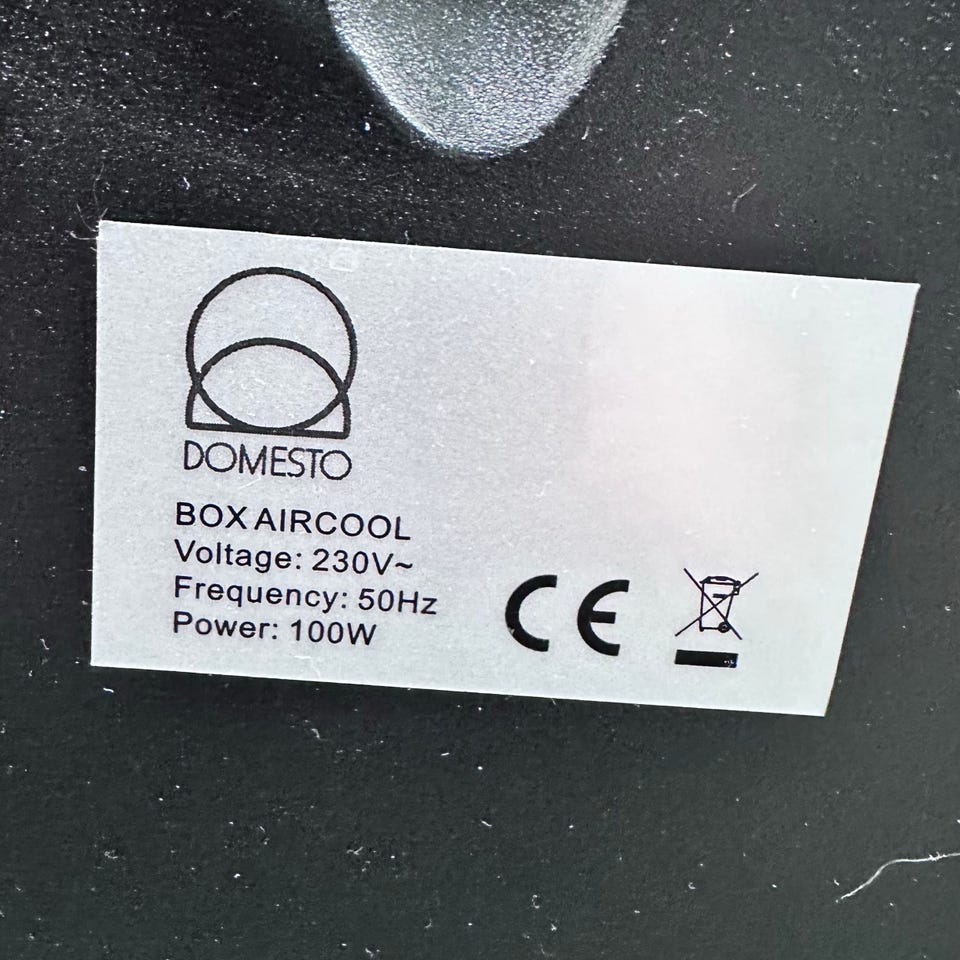 DOMESTO
BOX AIRCOOL
Voltage: 230V~
Frequency: 50Hz
Power: 100W
CE